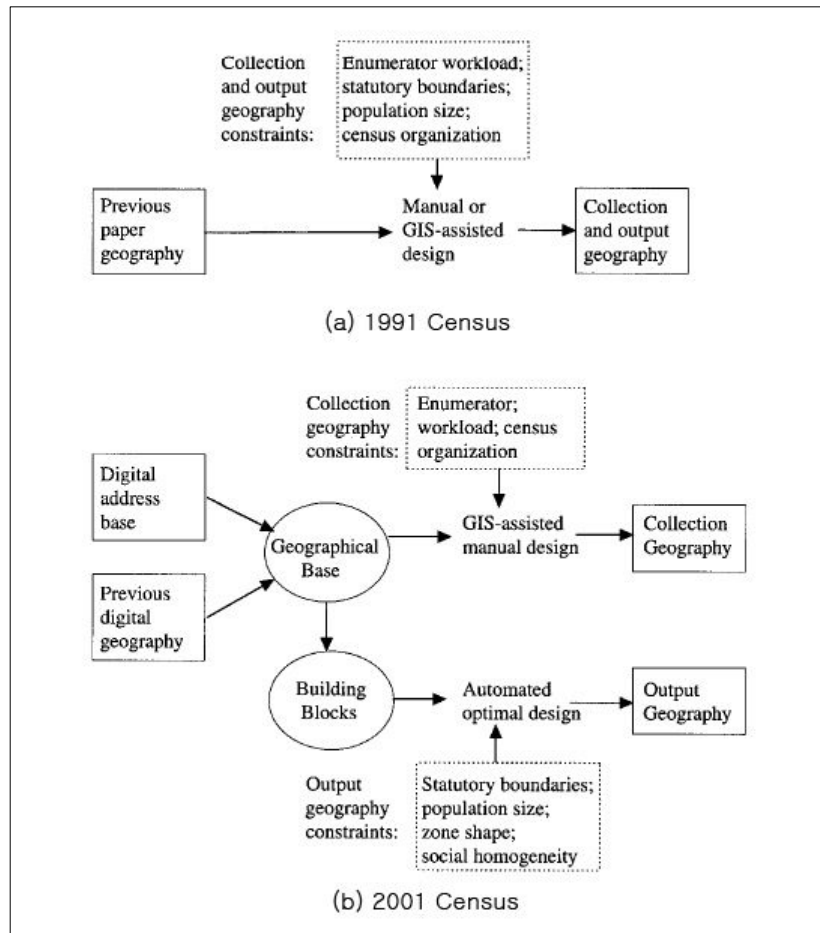 Collection
and output
geography
constraints:
Enumerator workload;
statutory boundaries;
population size;
census organization
Previous
paper
geography
Manual or
GIS-assisted
design
Collection
and output
geography
(a) 1991 Census
Collection
geography
constraints:
Enumerator;
workload; census
organization
Digital
address
base
Previous
digital
geography
Geographical
Base
GIS-assisted
manual design
Collection
Geography
Building
Blocks
Automated
optimal design
Output
Geography
Output
geography
constraints:
Statutory boundaries;
population size;
zone shape;
social homogeneity
(b) 2001 Census